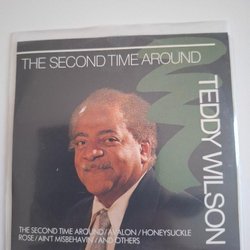 THE SECOND TIME AROUND
TEDDY WILSON
THE SECOND TIME AROUND / AVALON / HONEYSUCKLE
ROSE / AIN'T MISBEHAVIN / AND OTHERS